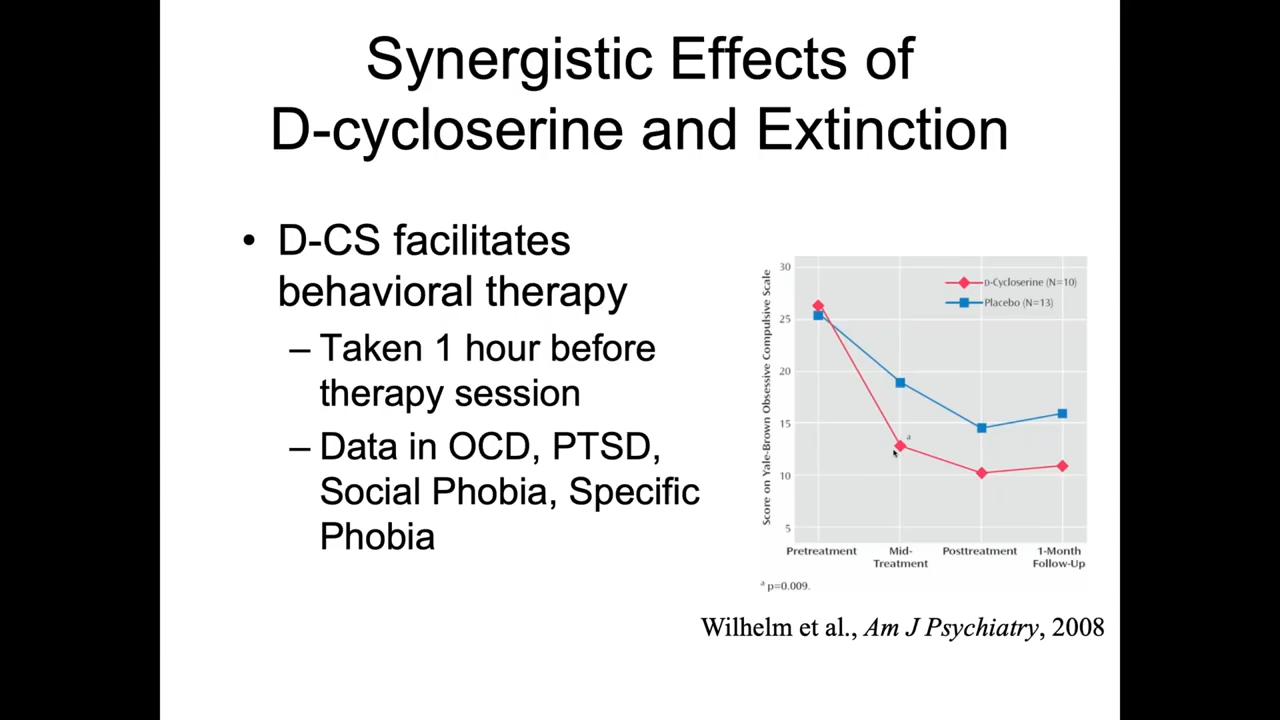 Synergistic Effects of
D-cycloserine and Extinction
• D-CS facilitates
behavioral therapy
– Taken 1 hour before
therapy session
– Data in OCD, PTSD,
Social Phobia, Specific
Phobia
Score on Yale-Brown Obsessive Compulsive Scale
30
25
20
15
10
5
D-Cycloserine (N=10)
Placebo (N=13)
a
Pretreatment
Mid-
Treatment
Posttreatment
1-Month
Follow-Up
a p=0.009.
Wilhelm et al., Am J Psychiatry, 2008